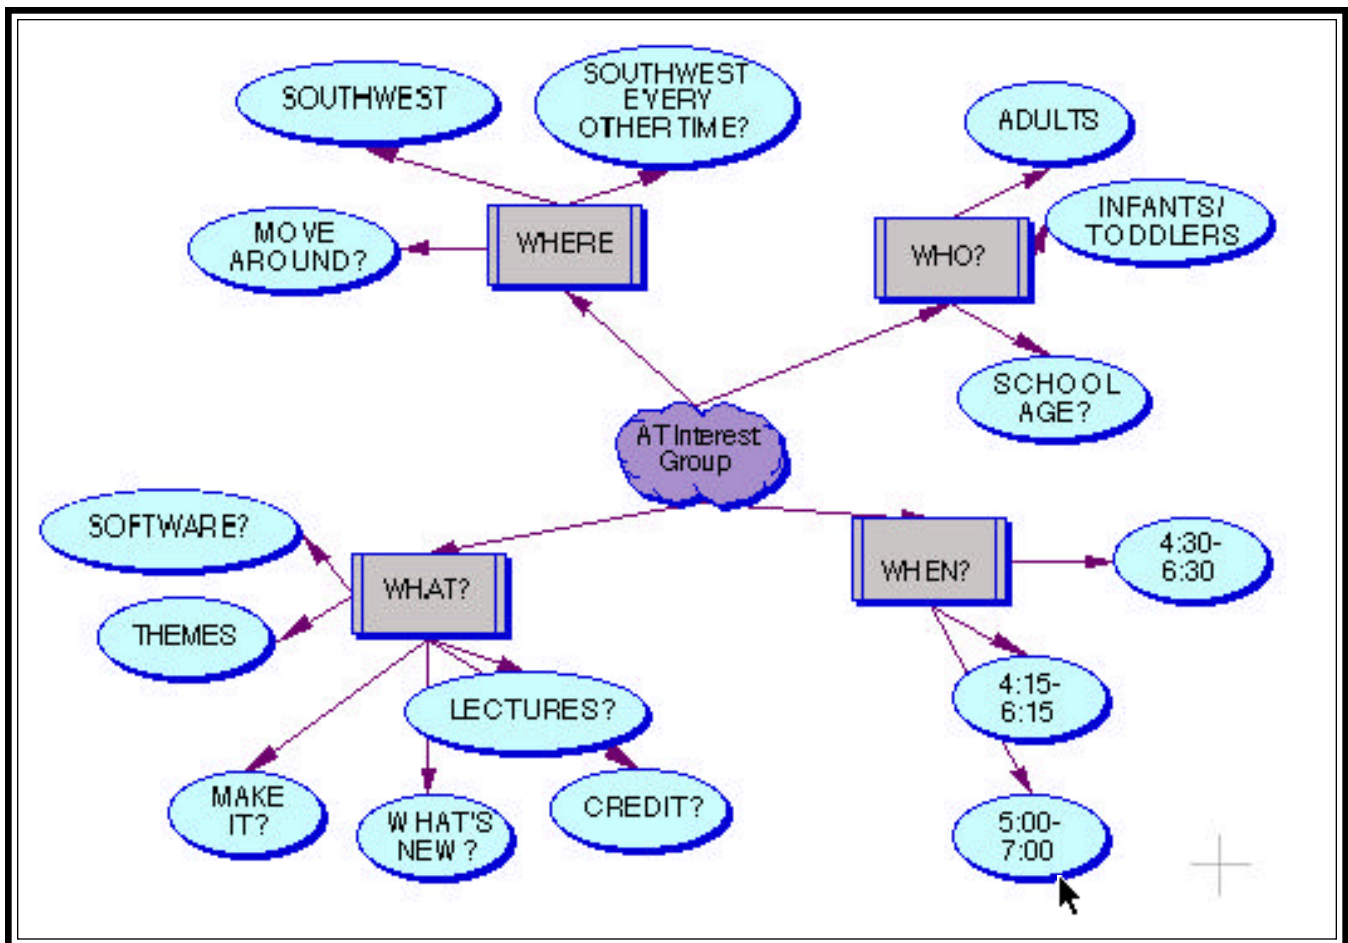 SOUTHWEST
SOUTHWEST
EVERY
OTHER TIME?
ADULTS
MOVE
AROUND?
WHERE
INFANTS/
TODDLERS
WHO?
SCHOOL
AGE?
AT Interest
Group
SOFTWARE?
WHAT?
THEMES
WHEN?
4:30-
6:30
LECTURES?
4:15-
6:15
MAKE
IT?
WHAT'S
NEW?
CREDIT?
5:00-
7:00